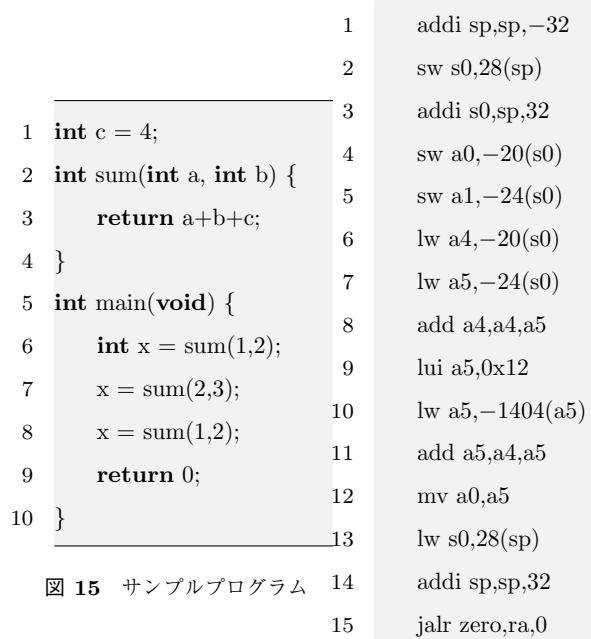 1 int c = 4;
2 int sum(int a, int b) {
3 return a+b+c;
4 }
5 int main(void) {
6 int x = sum(1,2);
7 x = sum(2,3);
8 x = sum(1,2);
9 return 0;
10 }
図 15 サンプルプログラム
1 addi sp,sp,−32
2 sw s0,28(sp)
3 addi s0,sp,32
4 sw a0,−20(s0)
5 sw a1,−24(s0)
6 lw a4,−20(s0)
7 lw a5,−24(s0)
8 add a4,a4,a5
9 lui a5,0x12
10 lw a5,−1404(a5)
11 add a5,a4,a5
12 mv a0,a5
13 lw s0,28(sp)
14 addi sp,sp,32
15 jalr zero,ra,0